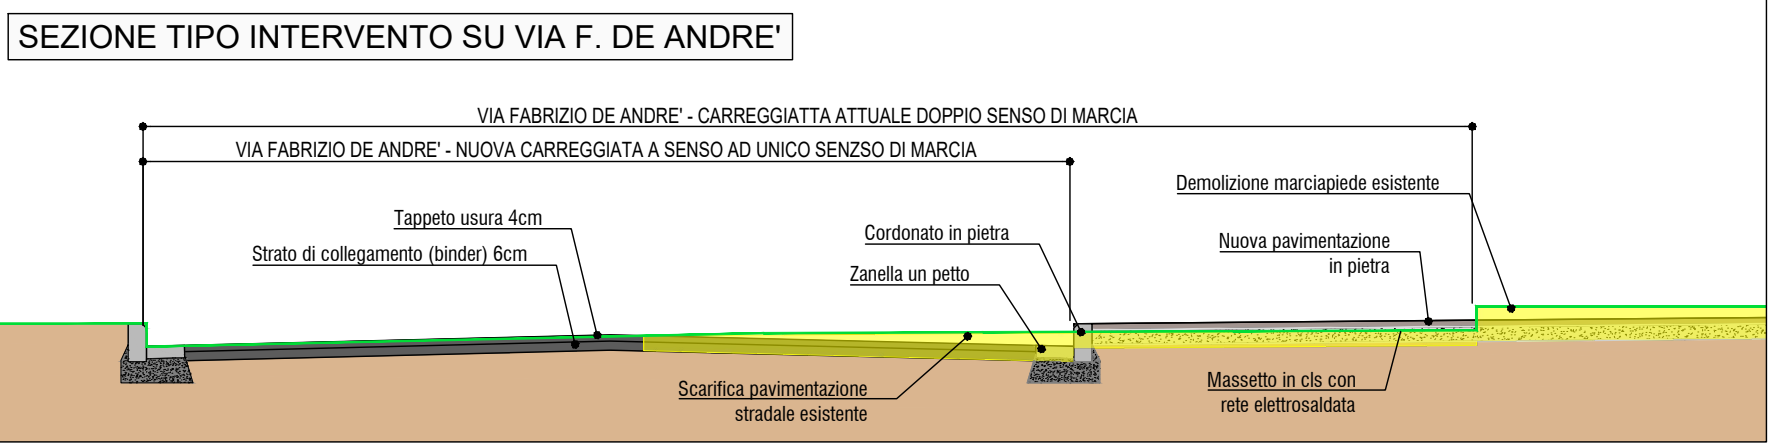 SEZIONE TIPO INTERVENTO SU VIA F. DE ANDRE'
VIA FABRIZIO DE ANDRE' - CARREGGIATTA ATTUALE DOPPIO SENSO DI MARCIA
VIA FABRIZIO DE ANDRE' - NUOVA CARREGGIATA A SENSO AD UNICO SENZSO DI MARCIA
Demolizione marciapiede esistente
Tappeto usura 4cm
Cordonato in pietra
Nuova pavimentazione
in pietra
Strato di collegamento (binder) 6cm
Zanella un petto
Scarifica pavimentazione
stradale esistente
Massetto in cls con
rete elettrosaldata